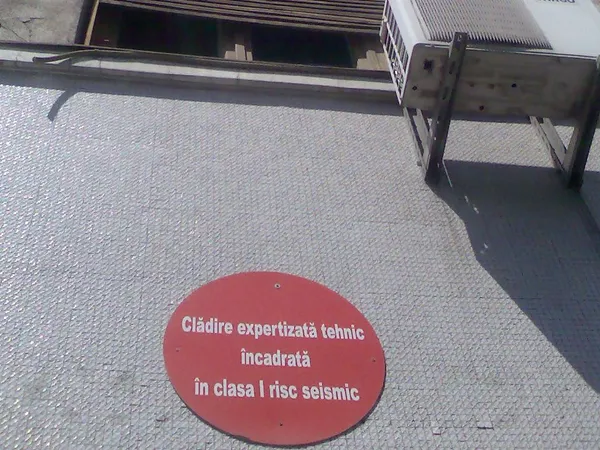 Clădire expertizată tehnic
încadrată
în clasa I risc seismic